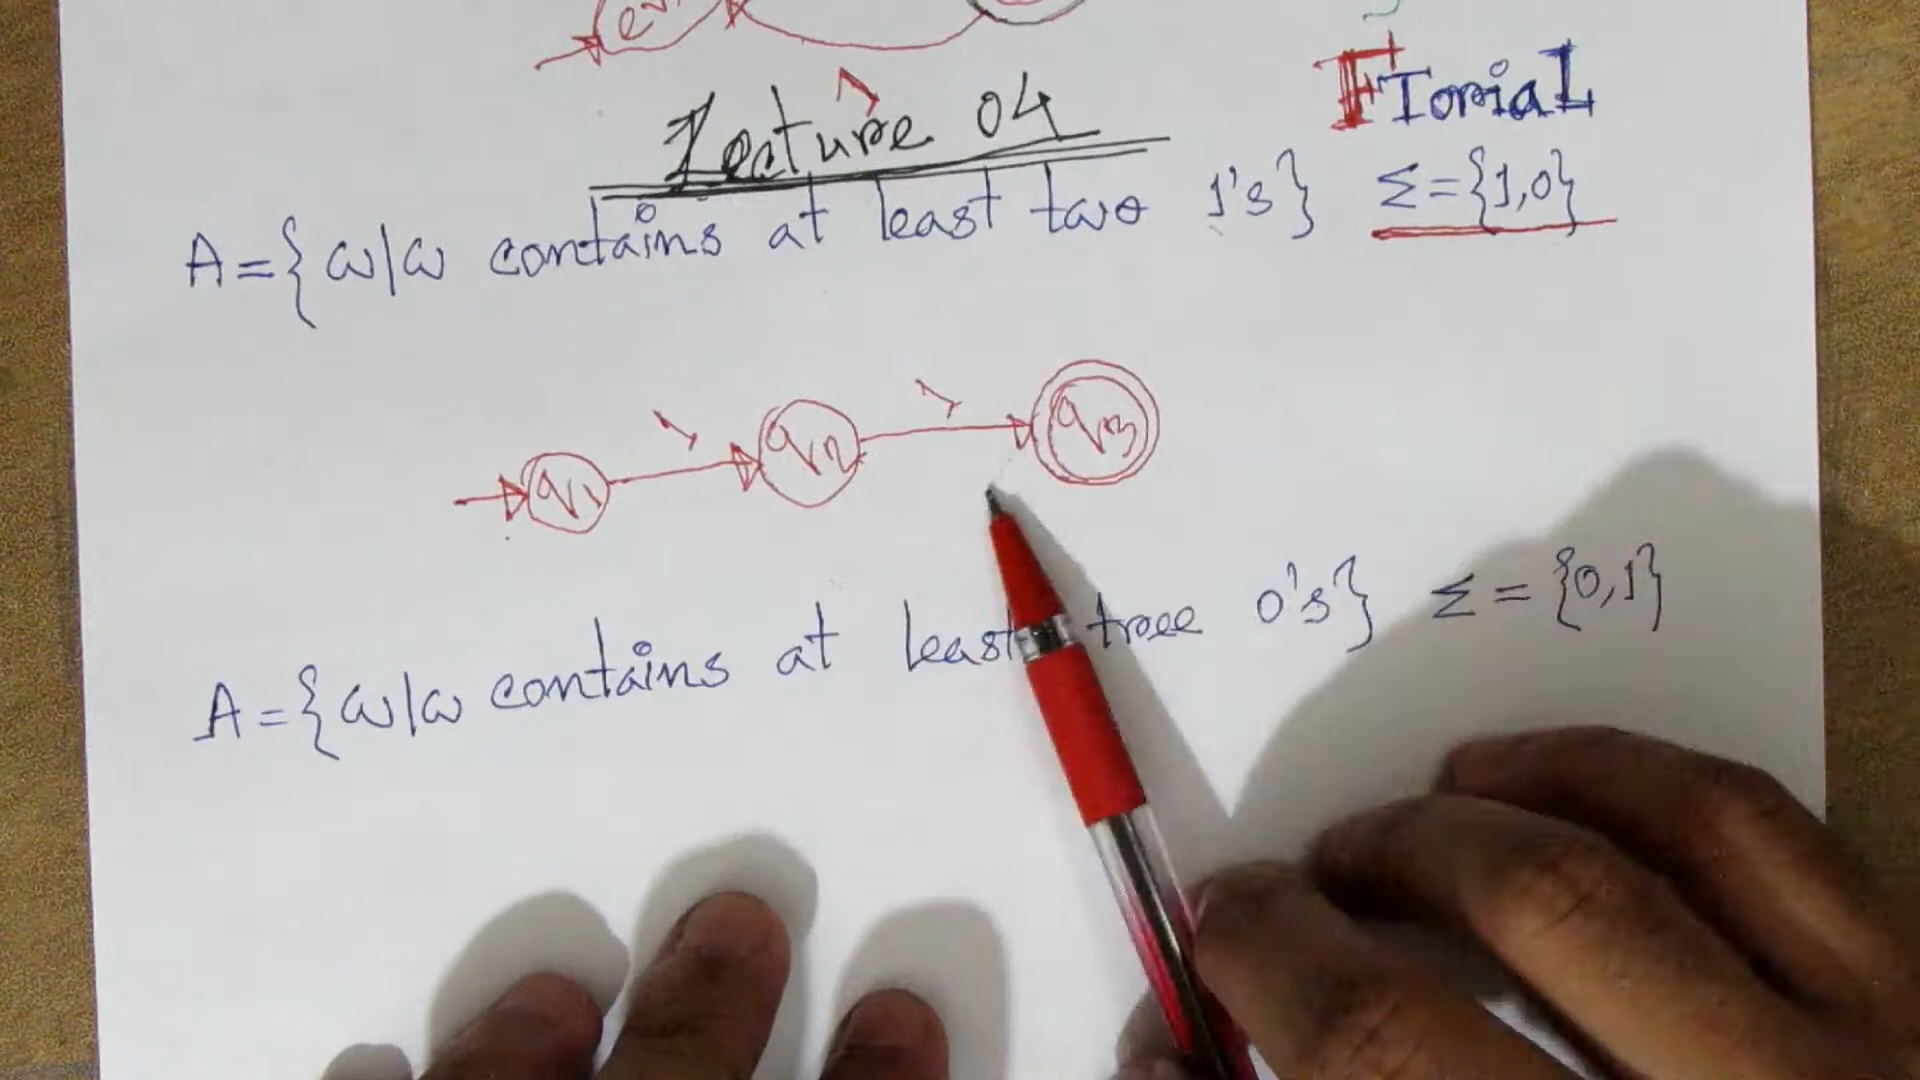 Lecture 04
FTorial
A={ω/ω contains at least two 1's} Σ={1,0}
1 1
q1 q2 q3
A={ω/ω contains at least tree 0's} Σ={0,1}